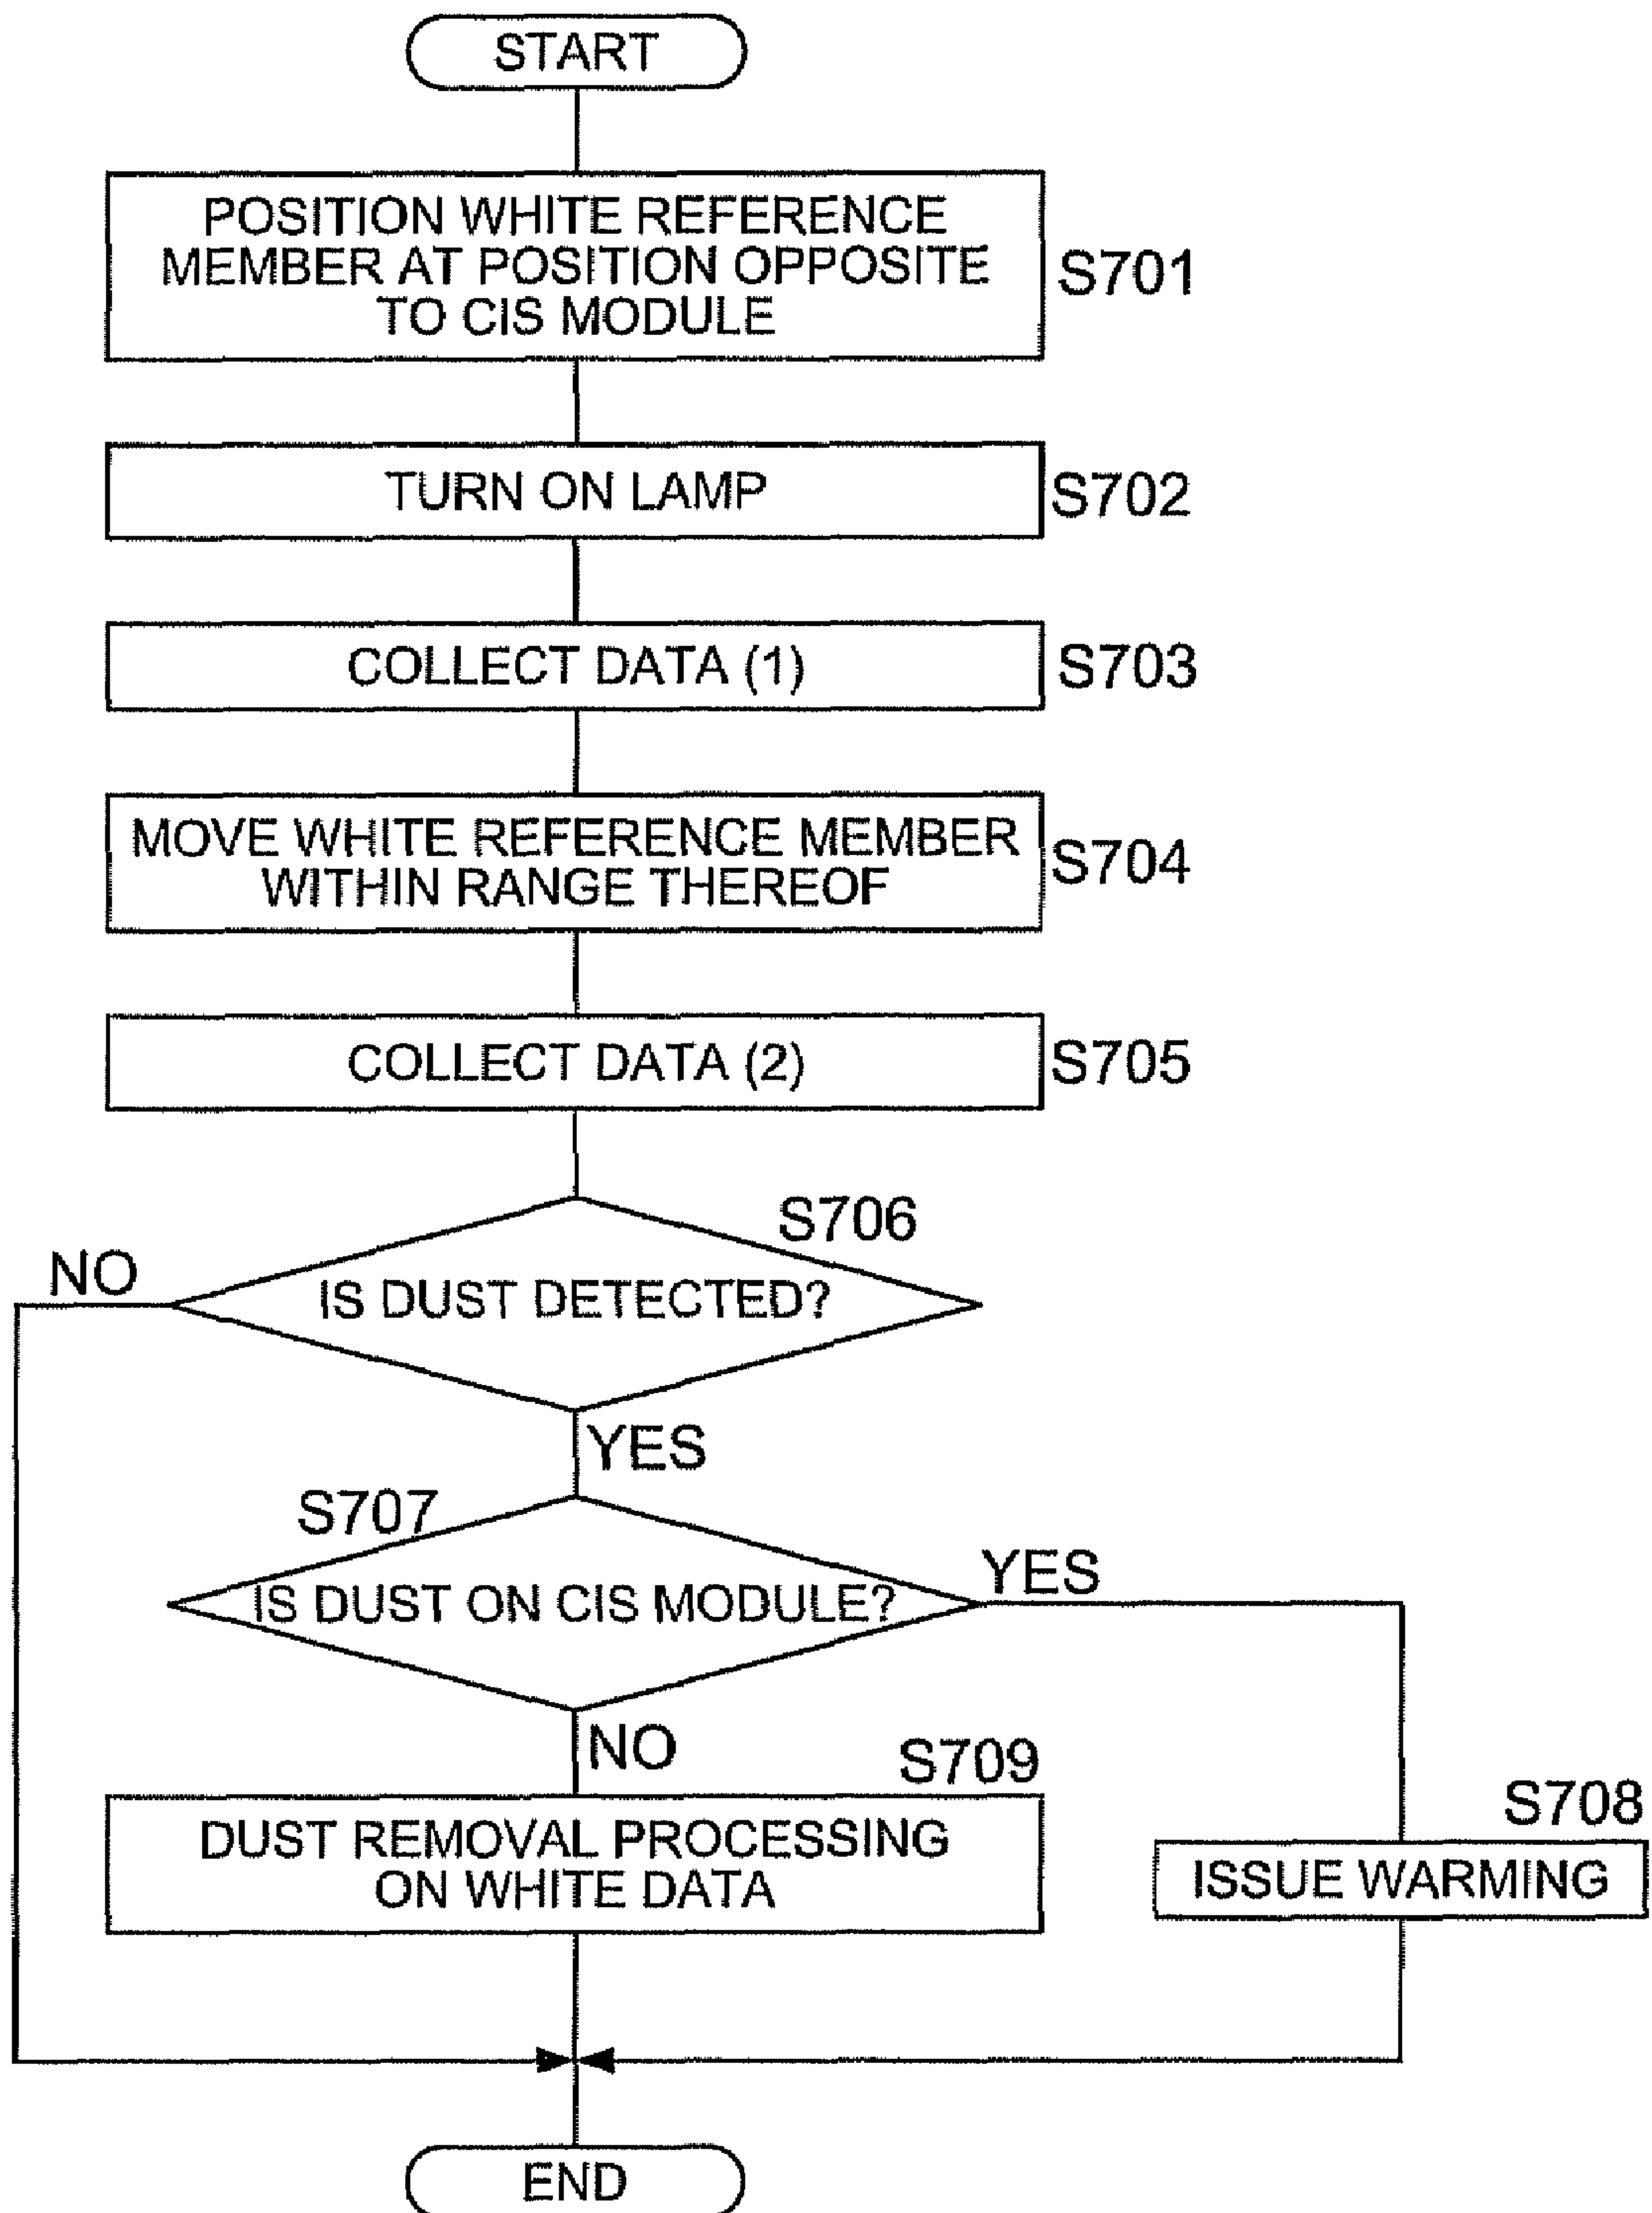 START
POSITION WHITE REFERENCE
MEMBER AT POSITION OPPOSITE
TO CIS MODULE
S701
TURN ON LAMP
S702
COLLECT DATA (1)
S703
MOVE WHITE REFERENCE MEMBER
WITHIN RANGE THEREOF
S704
COLLECT DATA (2)
S705
S706
NO
IS DUST DETECTED?
YES
S707
IS DUST ON CIS MODULE?
YES
NO
S709
DUST REMOVAL PROCESSING
ON WHITE DATA
S708
ISSUE WARMING
END